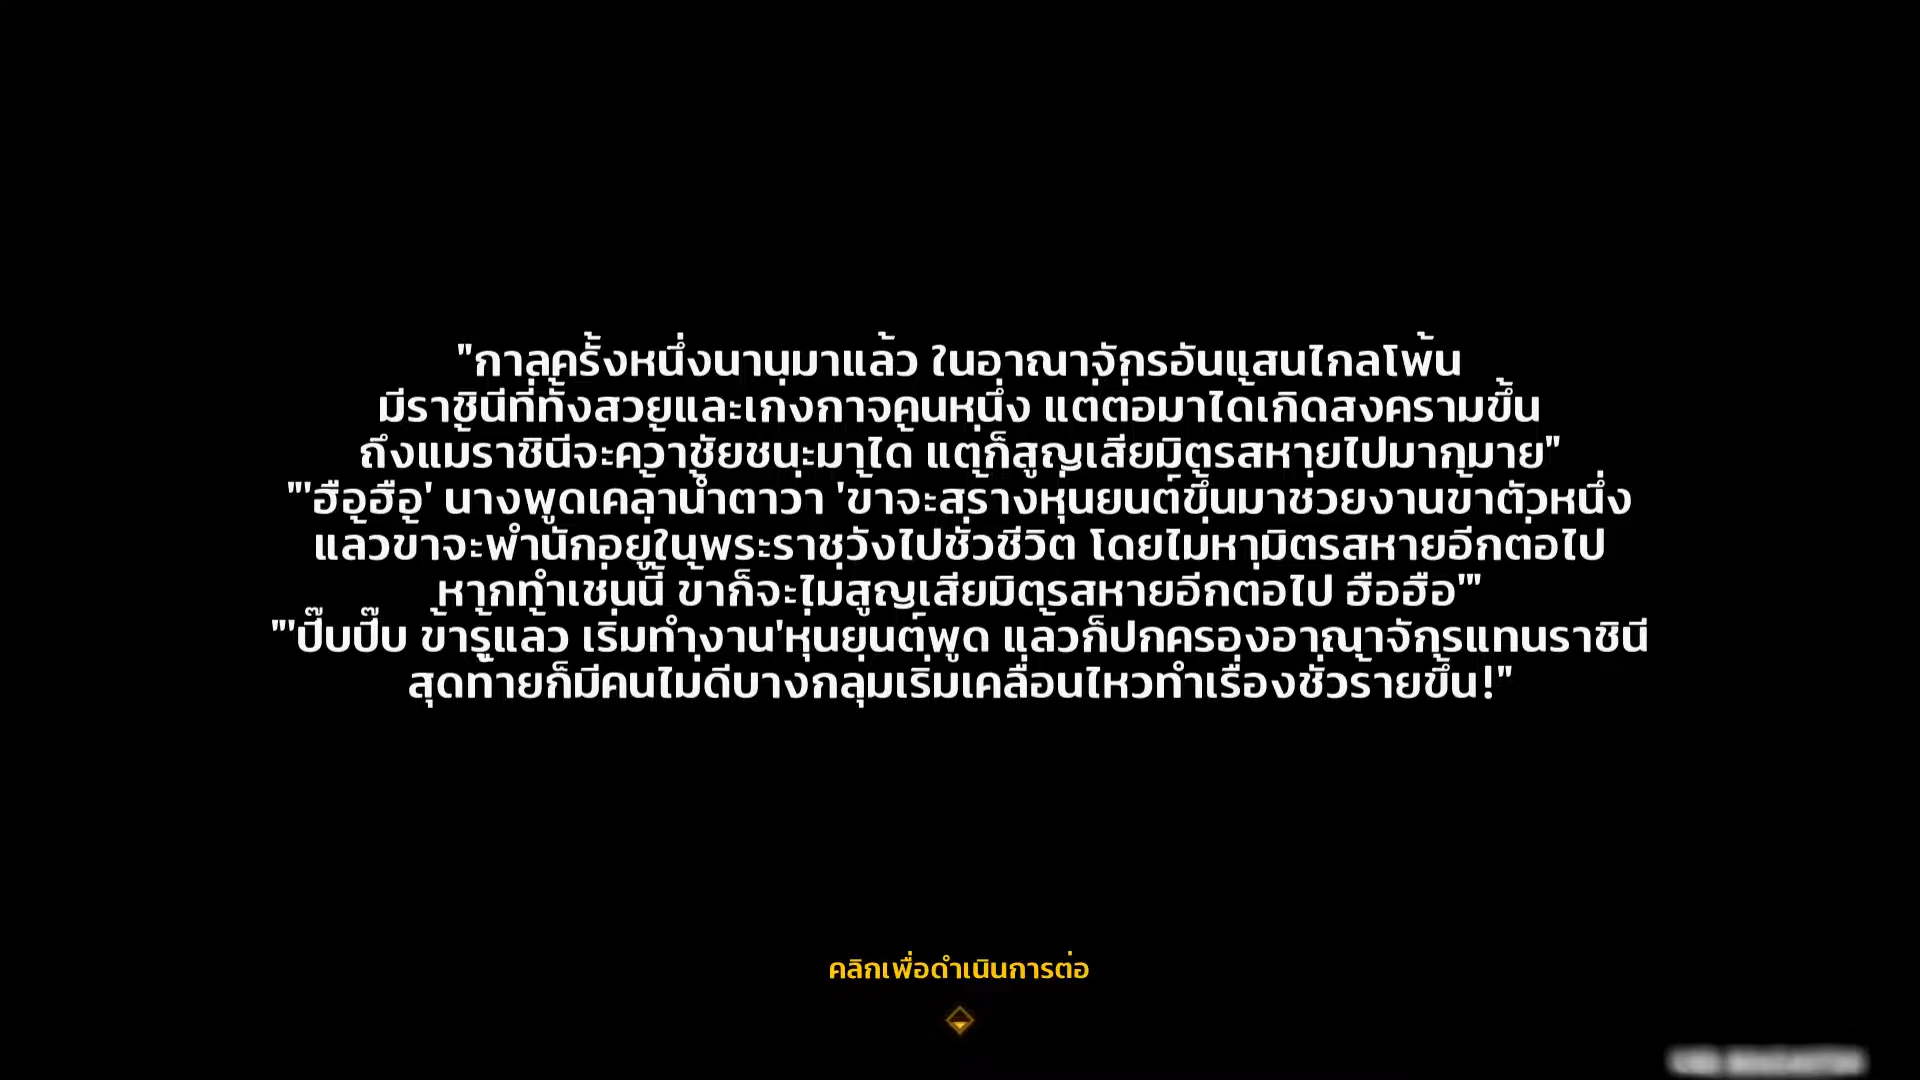 "กาลครั้งหนึ่งนานมาแล้ว ในอาณาจักรอันแสนไกลโพ้น
มีราชินีที่ทั้งสวยและเก่งกาจคนหนึ่ง แต่ต่อมาได้เกิดสงครามขึ้น
ถึงแม้ราชินีจะคว้าชัยชนะมาได้ แต่ก็สูญเสียมิตรสหายไปมากมาย"
"'ฮือฮือ' นางพูดเคล้าน้ำตาว่า 'ข้าจะสร้างหุ่นยนต์ขึ้นมาช่วยงานข้าตัวหนึ่ง
แล้วข้าจะพำนักอยู่ในพระราชวังไปชั่วชีวิต โดยไม่หามิตรสหายอีกต่อไป
หากทำเช่นนี้ ข้าก็จะไม่สูญเสียมิตรสหายอีกต่อไป ฮือฮือ'"
"'ปี๊บปี๊บ ข้ารู้แล้ว เริ่มทำงาน'หุ่นยนต์พูด แล้วก็ปกครองอาณาจักรแทนราชินี
สุดท้ายก็มีคนไม่ดีบางกลุ่มเริ่มเคลื่อนไหวทำเรื่องชั่วร้ายขึ้น!"
คลิกเพื่อดำเนินการต่อ